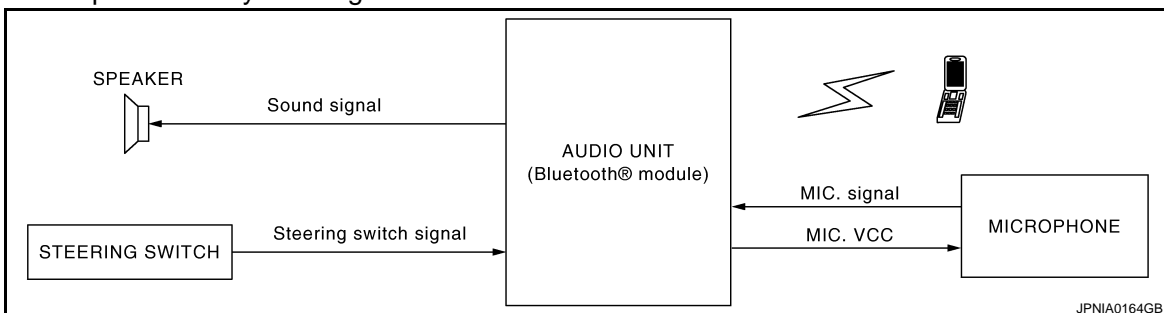 SPEAKER
Sound signal
AUDIO UNIT
(Bluetooth® module)
MIC. signal
MICROPHONE
Steering switch signal
MIC. VCC
STEERING SWITCH
JPNIA0164GB